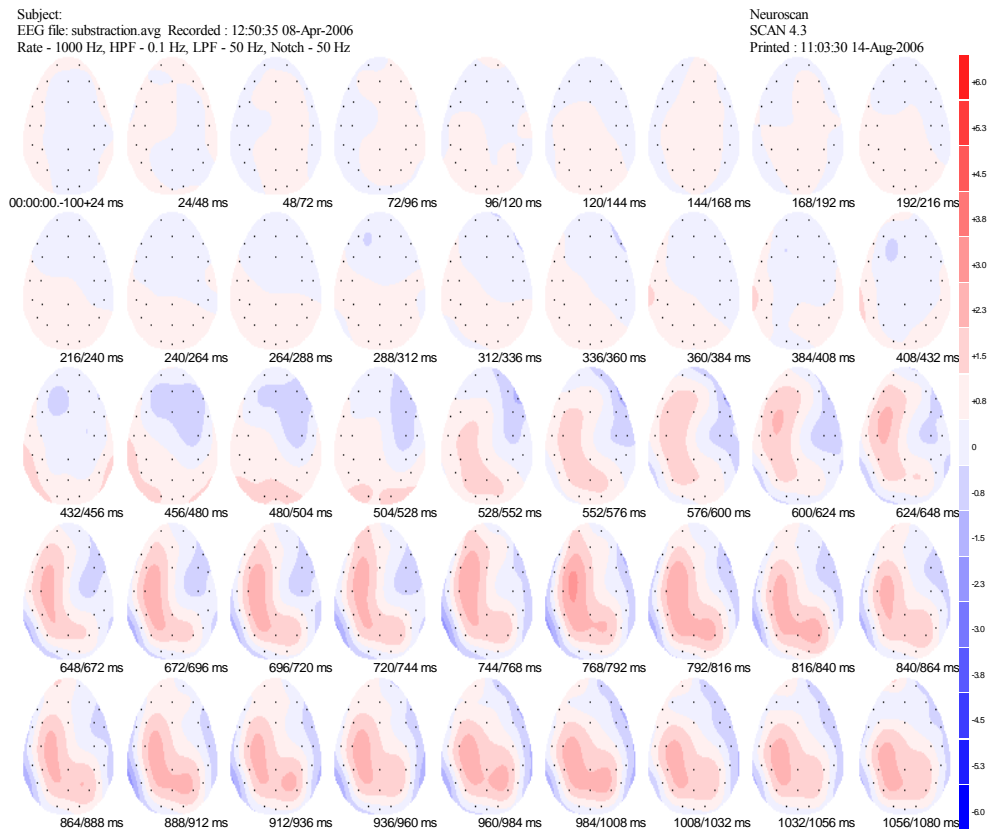 Subject:
EEG file: substraction.avg Recorded : 12:50:35 08-Apr-2006
Rate - 1000 Hz, HPF - 0.1 Hz, LPF - 50 Hz, Notch - 50 Hz
Neuroscan
SCAN 4.3
Printed : 11:03:30 14-Aug-2006
00:00:00.-100+24 ms 24/48 ms 48/72 ms 72/96 ms 96/120 ms 120/144 ms 144/168 ms 168/192 ms 192/216 ms
216/240 ms 240/264 ms 264/288 ms 288/312 ms 312/336 ms 336/360 ms 360/384 ms 384/408 ms 408/432 ms
432/456 ms 456/480 ms 480/504 ms 504/528 ms 528/552 ms 552/576 ms 576/600 ms 600/624 ms 624/648 ms
648/672 ms 672/696 ms 696/720 ms 720/744 ms 744/768 ms 768/792 ms 792/816 ms 816/840 ms 840/864 ms
864/888 ms 888/912 ms 912/936 ms 936/960 ms 960/984 ms 984/1008 ms 1008/1032 ms 1032/1056 ms 1056/1080 ms
+6.0
+5.3
+4.5
+3.8
+3.0
+2.3
+1.5
+0.8
0
-0.8
-1.5
-2.3
-3.0
-3.8
-4.5
-5.3
-6.0